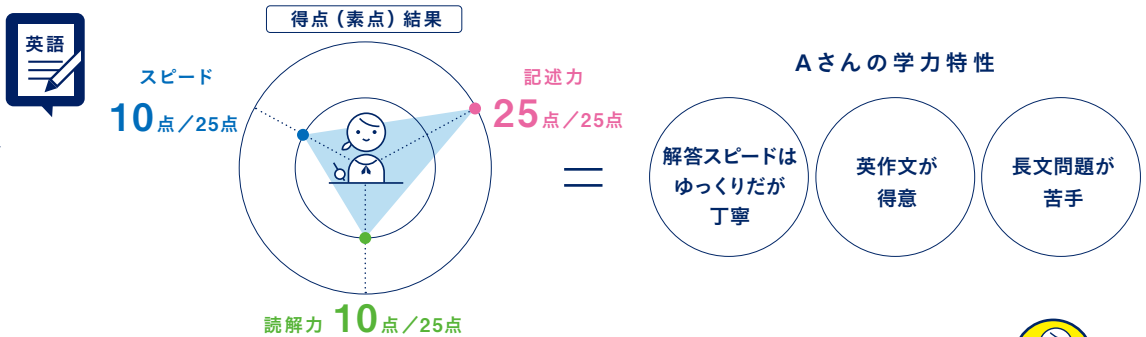 英語
得点（素点）結果
スピード
10点／25点
記述力
25点／25点
読解力 10点／25点
Aさんの学力特性
解答スピードは
ゆっくりだが
丁寧
英作文が
得意
長文問題が
苦手